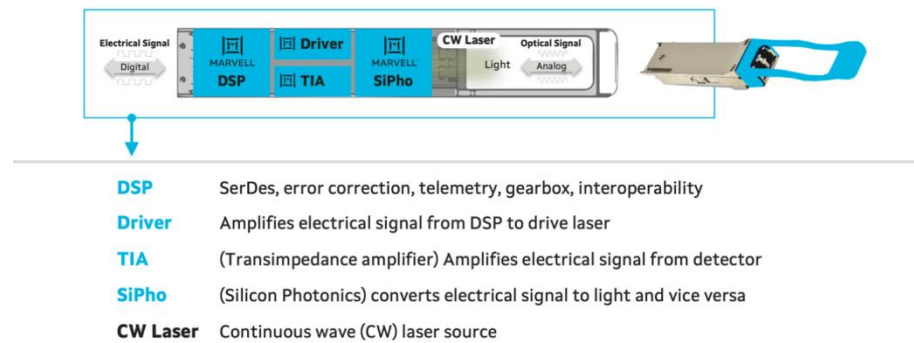 Electrical Signal
Digital
MARVELL
DSP
Driver
TIA
MARVELL
SiPho
CW Laser
Light
Optical Signal
Analog
DSP SerDes, error correction, telemetry, gearbox, interoperability
Driver Amplifies electrical signal from DSP to drive laser
TIA (Transimpedance amplifier) Amplifies electrical signal from detector
SiPho (Silicon Photonics) converts electrical signal to light and vice versa
CW Laser Continuous wave (CW) laser source